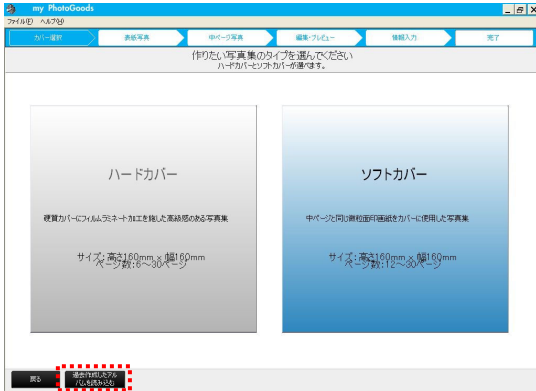 my PhotoGoods
ファイル(F) ヘルプ(H)
カバー選択 表紙写真 中ページ写真 編集・プレビュー 情報入力 完了
作りたい写真集のタイプを選んでください
ハードカバーとソフトカバーが選べます。
ハードカバー
硬質カバーにフィルムラミネート加工を施した高級感のある写真集
サイズ:高さ160mm×幅160mm
ページ数:6~30ページ
ソフトカバー
中ページと同じ微粒面印画紙をカバーに使用した写真集
サイズ:高さ160mm×幅160mm
ページ数:12~30ページ
戻る
過去作成したアル
バムを読み込む